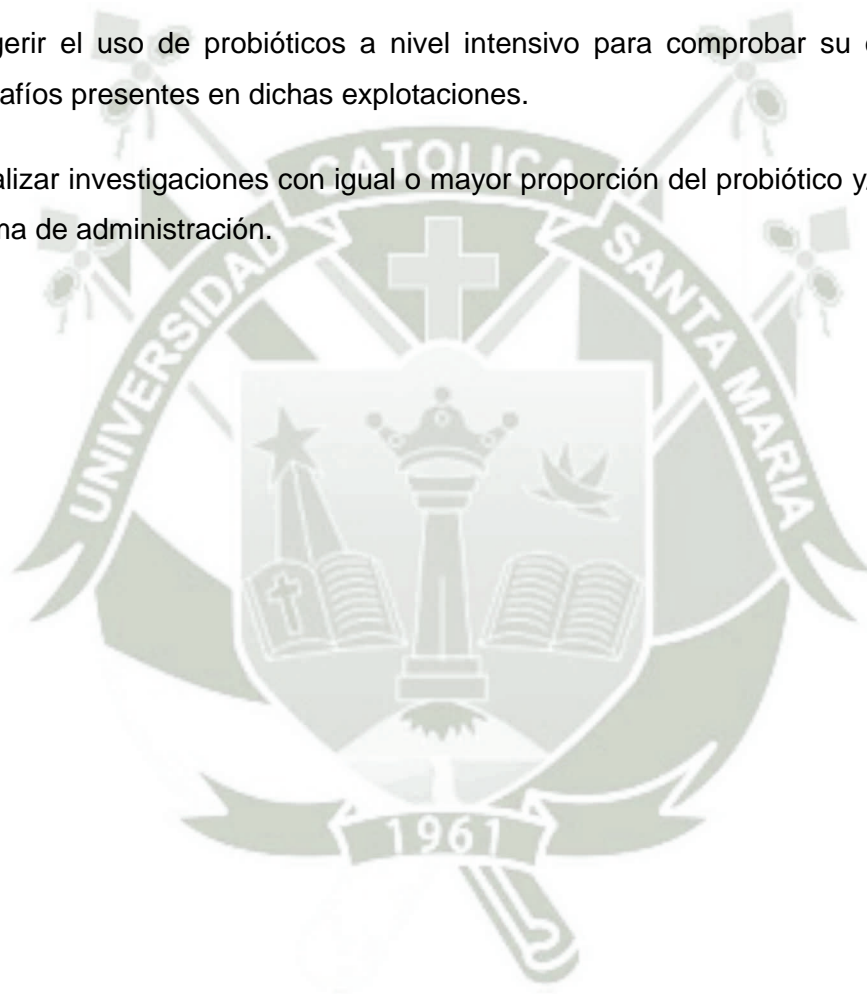 gerir el uso de probióticos a nivel intensivo para comprobar su
afíos presentes en dichas explotaciones.
alizar investigaciones con igual o mayor proporción del probiótico y
ma de administración.
UNIVERSIDAD CATOLICA SANTA MARIA
1961